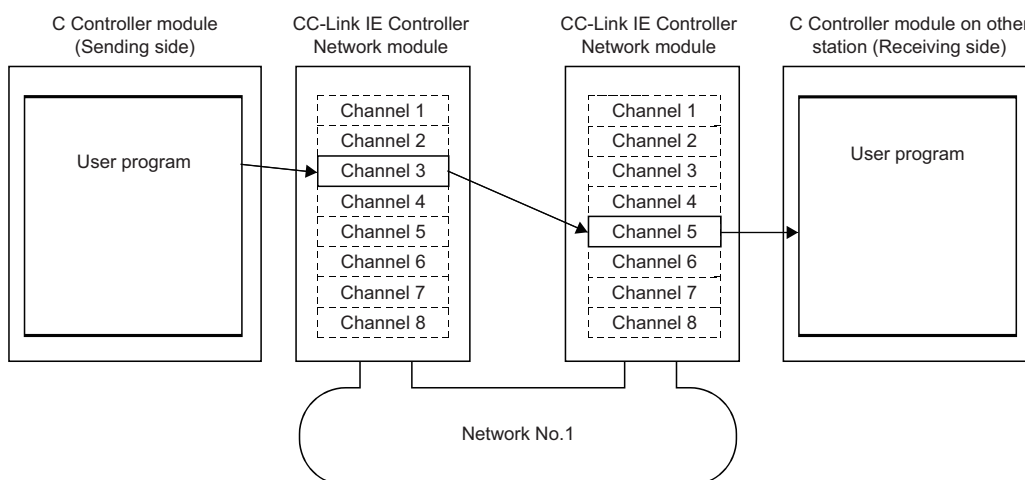 C Controller module
(Sending side)
CC-Link IE Controller
Network module
CC-Link IE Controller
Network module
C Controller module on other
station (Receiving side)
User program
Channel 1
Channel 2
Channel 3
Channel 4
Channel 5
Channel 6
Channel 7
Channel 8
Channel 1
Channel 2
Channel 3
Channel 4
Channel 5
Channel 6
Channel 7
Channel 8
User program
Network No.1